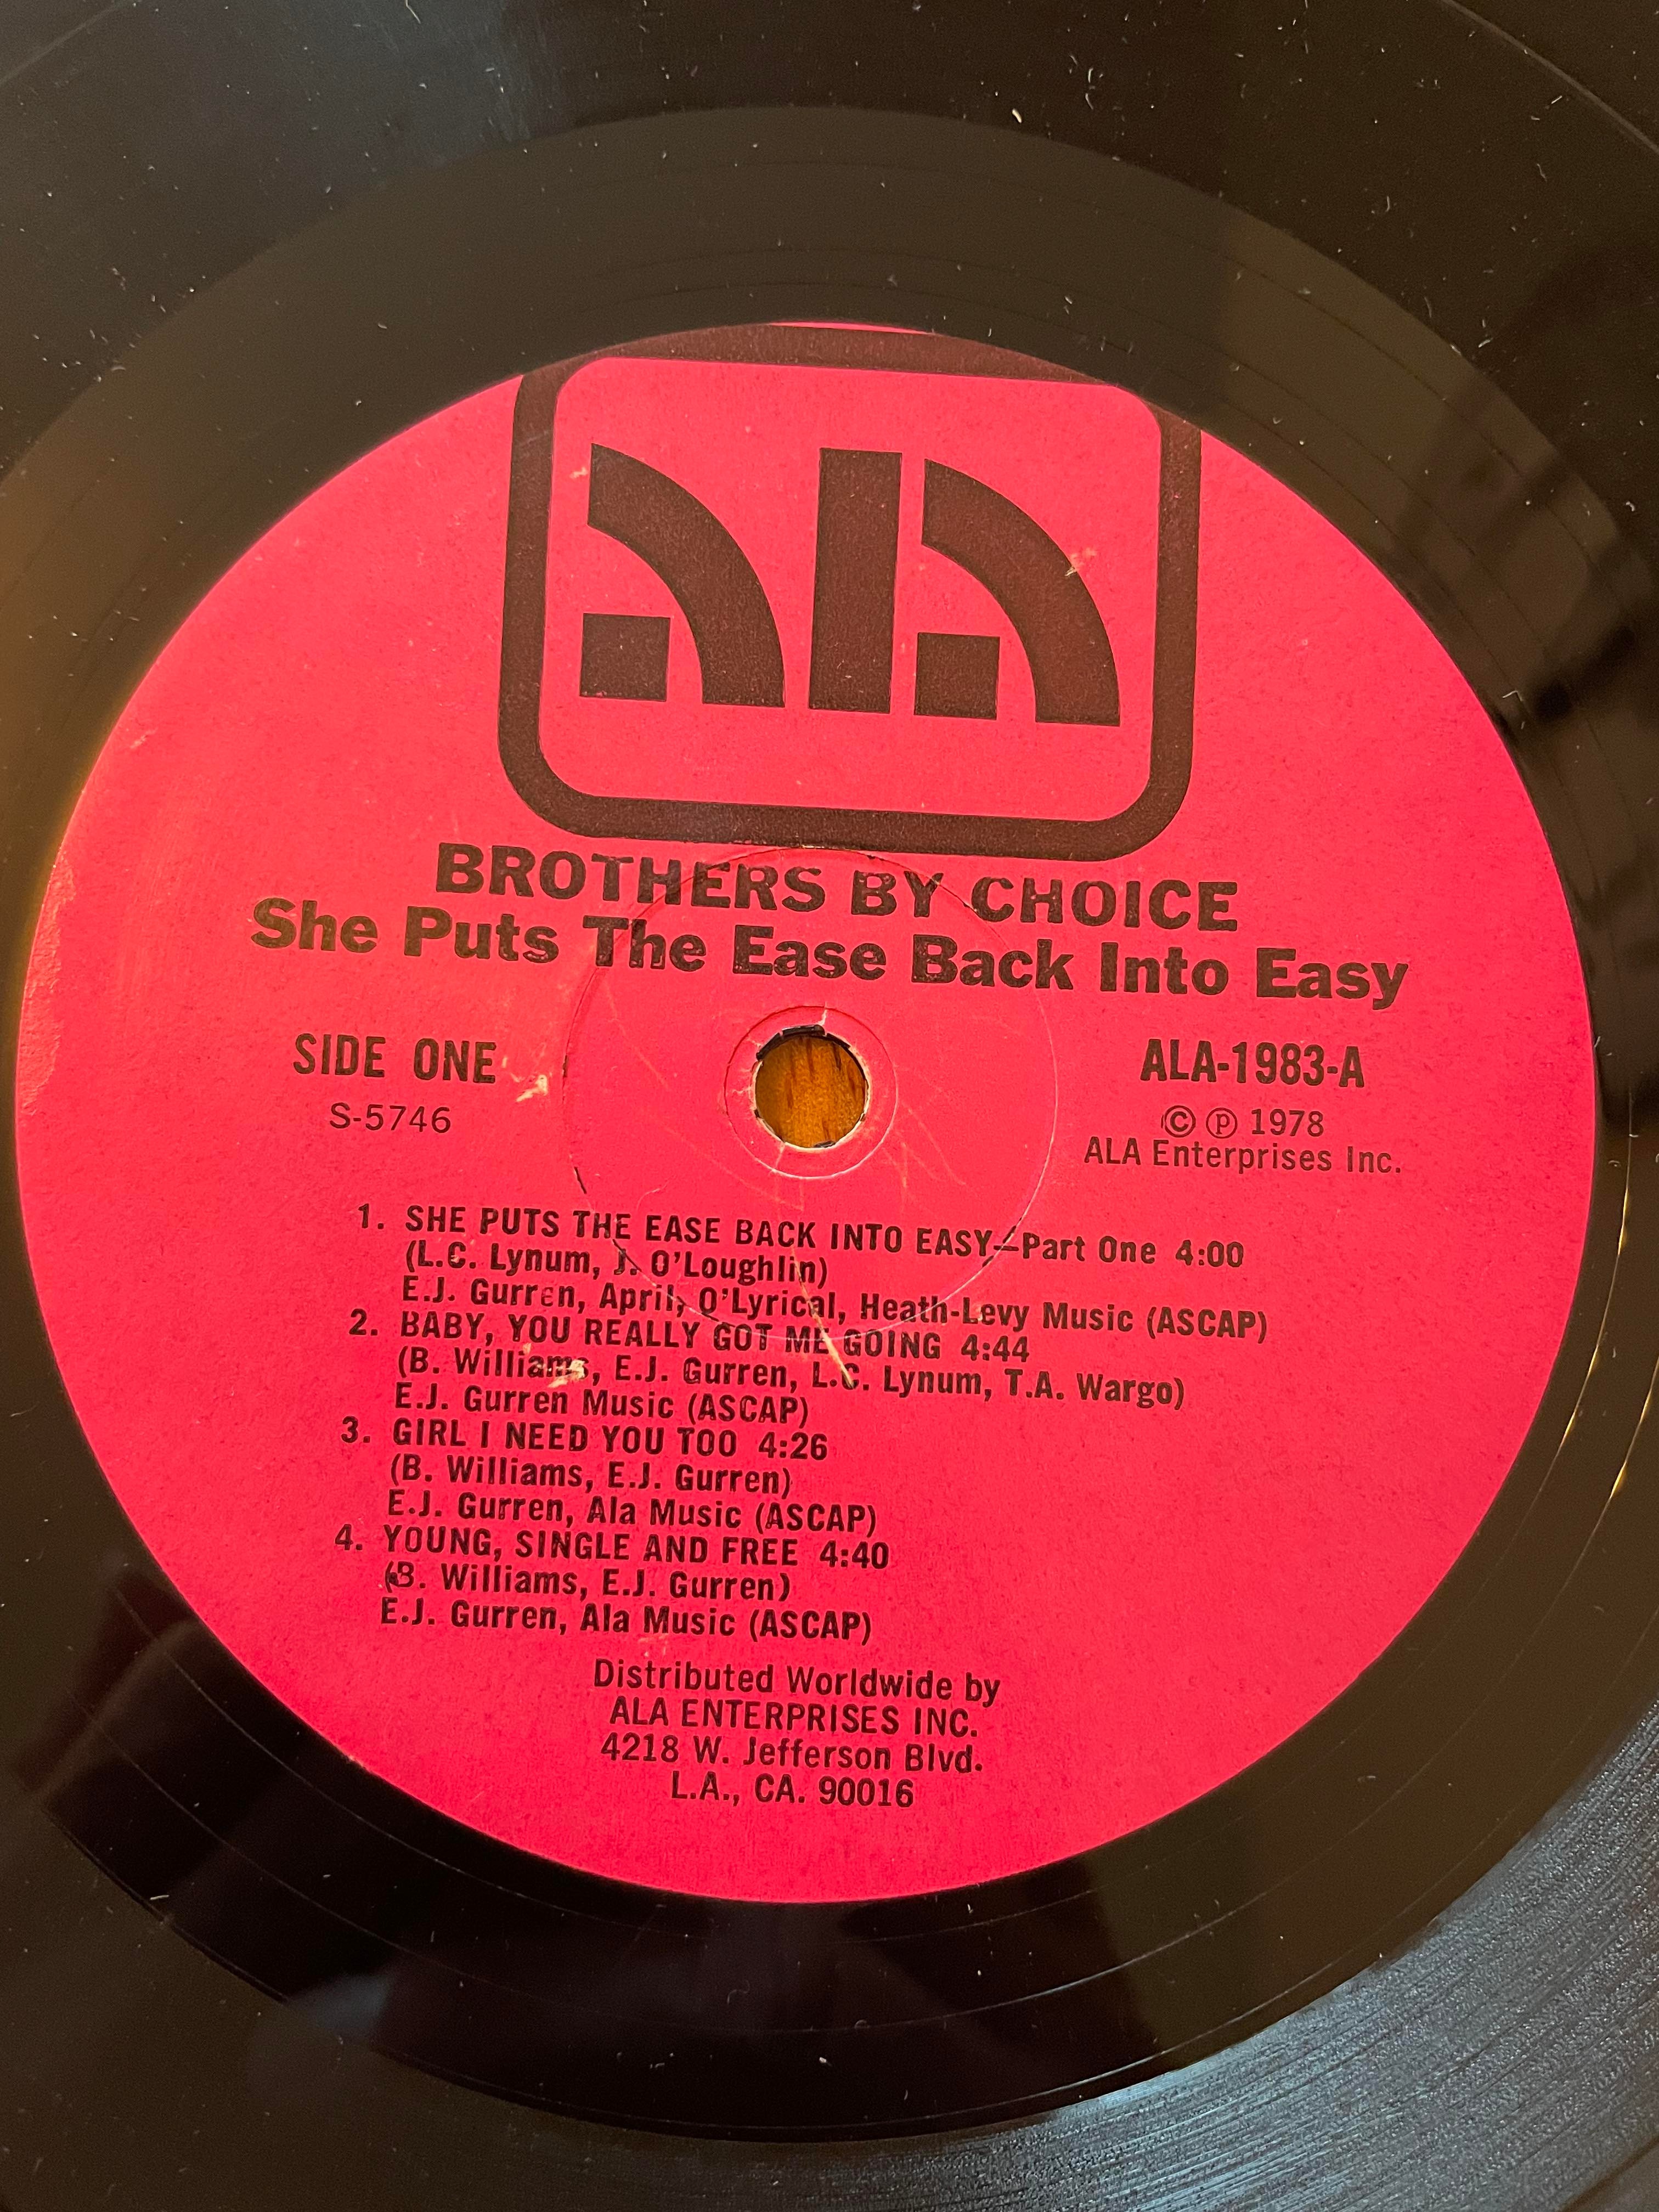 ala
BROTHERS BY CHOICE
She Puts The Ease Back Into Easy
SIDE ONE
S-5746
ALA-1983-A
© ℗ 1978
ALA Enterprises Inc.
1. SHE PUTS THE EASE BACK INTO EASY—Part One 4:00
(L.C. Lynum, J. O'Loughlin)
E.J. Gurren, April, O'Lyrical, Heath-Levy Music (ASCAP)
2. BABY, YOU REALLY GOT ME GOING 4:44
(B. Williams, E.J. Gurren, L.C. Lynum, T.A. Wargo)
E.J. Gurren Music (ASCAP)
3. GIRL I NEED YOU TOO 4:26
(B. Williams, E.J. Gurren)
E.J. Gurren, Ala Music (ASCAP)
4. YOUNG, SINGLE AND FREE 4:40
(B. Williams, E.J. Gurren)
E.J. Gurren, Ala Music (ASCAP)
Distributed Worldwide by
ALA ENTERPRISES INC.
4218 W. Jefferson Blvd.
L.A., CA. 90016